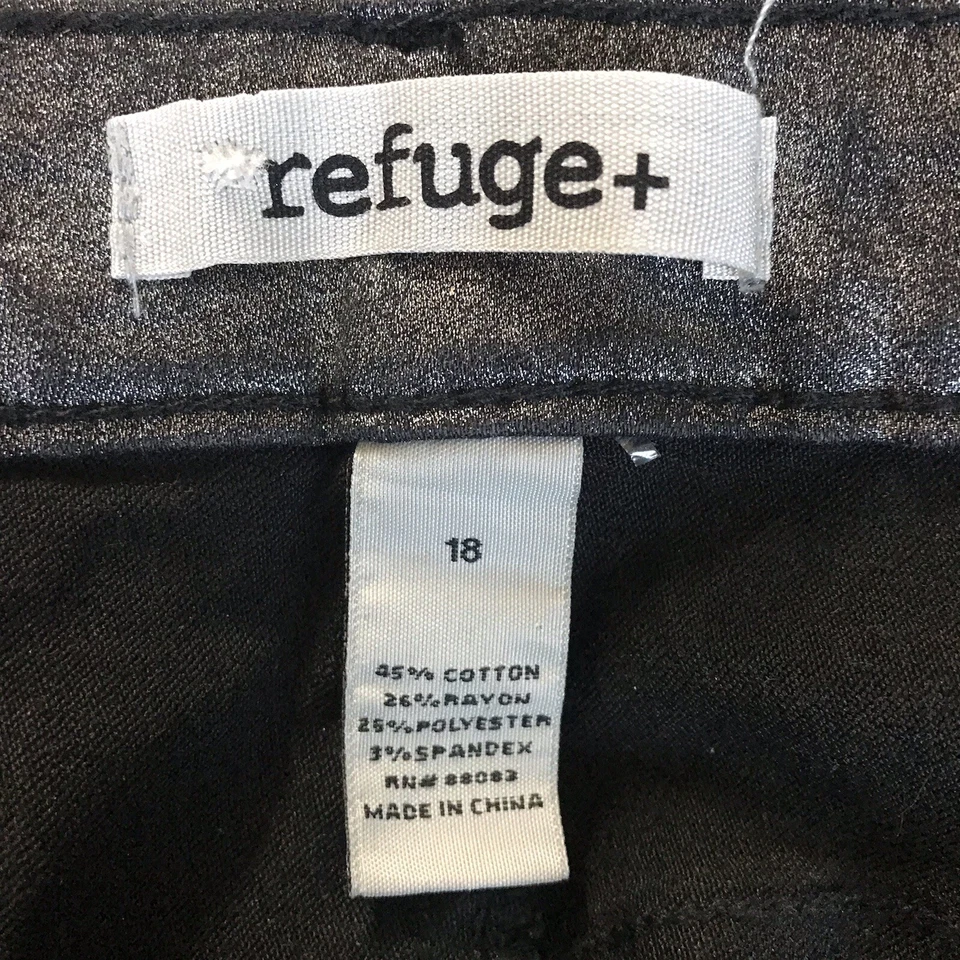 refuge+
18
45% COTTON
26% RAYON
25% POLYESTER
3% SPANDEX
RN# 88083
MADE IN CHINA